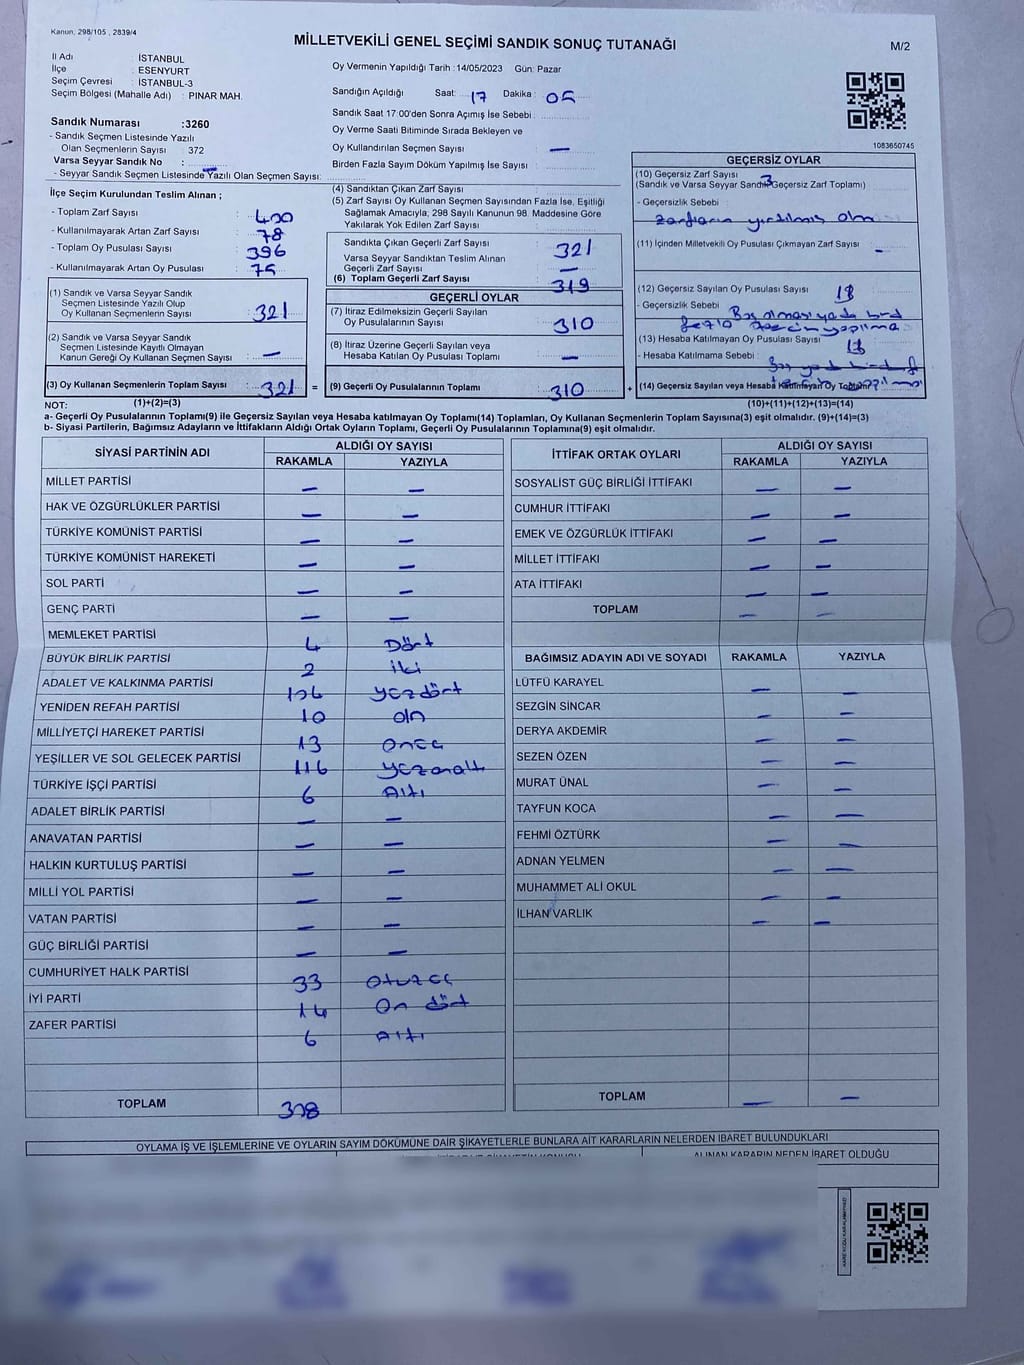 Kanun, 298/105 , 2839/4
MİLLETVEKİLİ GENEL SEÇİMİ SANDIK SONUÇ TUTANAĞI
M/2
İl Adı : İSTANBUL
İlçe : ESENYURT
Seçim Çevresi : İSTANBUL-3
Seçim Bölgesi (Mahalle Adı) : PINAR MAH.
Sandık Numarası :3260
- Sandık Seçmen Listesinde Yazılı
Olan Seçmenlerin Sayısı : 372
Varsa Seyyar Sandık No :
- Seyyar Sandık Seçmen Listesinde Yazılı Olan Seçmen Sayısı:
Oy Vermenin Yapıldığı Tarih :14/05/2023 Gün: Pazar
Sandığın Açıldığı Saat: 17 Dakika : 05
Sandık Saat 17:00'den Sonra Açımış İse Sebebi :
Oy Verme Saati Bitiminde Sırada Bekleyen ve
Oy Kullandırılan Seçmen Sayısı : —
Birden Fazla Sayım Döküm Yapılmış İse Sayısı :
1083650745
İlçe Seçim Kurulundan Teslim Alınan ;
- Toplam Zarf Sayısı : 400
- Kullanılmayarak Artan Zarf Sayısı : 78
- Toplam Oy Pusulası Sayısı : 396
- Kullanılmayarak Artan Oy Pusulası : 75
(1) Sandık ve Varsa Seyyar Sandık
Seçmen Listesinde Yazılı Olup
Oy Kullanan Seçmenlerin Sayısı : 321
(2) Sandık ve Varsa Seyyar Sandık
Seçmen Listesinde Kayıtlı Olmayan
Kanun Gereği Oy Kullanan Seçmen Sayısı : —
(3) Oy Kullanan Seçmenlerin Toplam Sayısı : 321 =
(4) Sandıktan Çıkan Zarf Sayısı :
(5) Zarf Sayısı Oy Kullanan Seçmen Sayısından Fazla İse, Eşitliği
Sağlamak Amacıyla; 298 Sayılı Kanunun 98. Maddesine Göre
Yakılarak Yok Edilen Zarf Sayısı :
Sandıkta Çıkan Geçerli Zarf Sayısı : 321
Varsa Seyyar Sandıktan Teslim Alınan
Geçerli Zarf Sayısı : —
(6) Toplam Geçerli Zarf Sayısı : 319
GEÇERLİ OYLAR
(7) İtiraz Edilmeksizin Geçerli Sayılan
Oy Pusulalarının Sayısı : 310
(8) İtiraz Üzerine Geçerli Sayılan veya
Hesaba Katılan Oy Pusulası Toplamı : —
(9) Geçerli Oy Pusulalarının Toplamı : 310 +
GEÇERSİZ OYLAR
(10) Geçersiz Zarf Sayısı : 3
(Sandık ve Varsa Seyyar Sandık Geçersiz Zarf Toplamı)
- Geçersizlik Sebebi :
zarfların yırtılmış olm
(11) İçinden Milletvekili Oy Pusulası Çıkmayan Zarf Sayısı : -
(12) Geçersiz Sayılan Oy Pusulası Sayısı : 18
- Geçersizlik Sebebi : Boş olması yada
(13) Hesaba Katılmayan Oy Pusulası Sayısı :
- Hesaba Katılmama Sebebi :
(14) Geçersiz Sayılan veya Hesaba Katılmayan Oy Toplamı :
NOT: (1)+(2)=(3)
(10)+(11)+(12)+(13)=(14)
a- Geçerli Oy Pusulalarının Toplamı(9) ile Geçersiz Sayılan veya Hesaba katılmayan Oy Toplamı(14) Toplamları, Oy Kullanan Seçmenlerin Toplam Sayısına(3) eşit olmalıdır. (9)+(14)=(3)
b- Siyasi Partilerin, Bağımsız Adayların ve İttifakların Aldığı Ortak Oyların Toplamı, Geçerli Oy Pusulalarının Toplamına(9) eşit olmalıdır.
SİYASİ PARTİNİN ADI ALDIĞI OY SAYISI
RAKAMLA YAZIYLA
MİLLET PARTİSİ — —
HAK VE ÖZGÜRLÜKLER PARTİSİ — —
TÜRKİYE KOMÜNİST PARTİSİ — —
TÜRKİYE KOMÜNİST HAREKETİ — —
SOL PARTİ — —
GENÇ PARTİ — —
MEMLEKET PARTİSİ 4 Dört
BÜYÜK BİRLİK PARTİSİ 2 iki
ADALET VE KALKINMA PARTİSİ 104 yüzdört
YENİDEN REFAH PARTİSİ 10 on
MİLLİYETÇİ HAREKET PARTİSİ 13 onüç
YEŞİLLER VE SOL GELECEK PARTİSİ 116 yüzonaltı
TÜRKİYE İŞÇİ PARTİSİ 6 Altı
ADALET BİRLİK PARTİSİ — —
ANAVATAN PARTİSİ — —
HALKIN KURTULUŞ PARTİSİ — —
MİLLİ YOL PARTİSİ — —
VATAN PARTİSİ — —
GÜÇ BİRLİĞİ PARTİSİ — —
CUMHURİYET HALK PARTİSİ 33 otuzüç
İYİ PARTİ 14 On dört
ZAFER PARTİSİ 6 Altı
TOPLAM 308
İTTİFAK ORTAK OYLARI ALDIĞI OY SAYISI
RAKAMLA YAZIYLA
SOSYALİST GÜÇ BİRLİĞİ İTTİFAKI — —
CUMHUR İTTİFAKI — —
EMEK VE ÖZGÜRLÜK İTTİFAKI — —
MİLLET İTTİFAKI — —
ATA İTTİFAKI — —
TOPLAM — —
BAĞIMSIZ ADAYIN ADI VE SOYADI RAKAMLA YAZIYLA
LÜTFÜ KARAYEL — —
SEZGİN SİNCAR — —
DERYA AKDEMİR — —
SEZEN ÖZEN — —
MURAT ÜNAL — —
TAYFUN KOCA — —
FEHMİ ÖZTÜRK — —
ADNAN YELMEN — —
MUHAMMET ALİ OKUL — —
İLHAN VARLIK — —
TOPLAM — —
OYLAMA İŞ VE İŞLEMLERİNE VE OYLARIN SAYIM DÖKÜMÜNE DAİR ŞİKAYETLERLE BUNLARA AİT KARARLARIN NELERDEN İBARET BULUNDUKLARI
ALINAN KARARIN NEDEN İBARET OLDUĞU